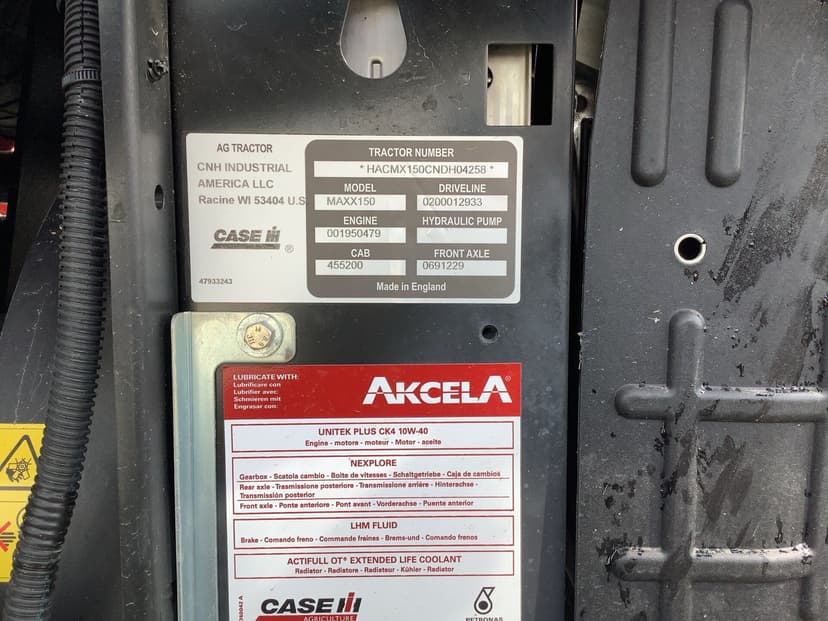 AG TRACTOR
CNH INDUSTRIAL
AMERICA LLC
Racine WI 53404 U.S
CASE IH ®
47933243
TRACTOR NUMBER
* HACMX150CNDH04258 *
MODEL DRIVELINE
MAXX150 0200012933
ENGINE HYDRAULIC PUMP
001950479
CAB FRONT AXLE
455200 0691229
Made in England
LUBRICATE WITH:
Lubrificare con
Lubrifier avec:
Schmieren mit
Engrasar con:
AKCELA®
UNITEK PLUS CK4 10W-40
Engine - motore - moteur - Motor - aceite
NEXPLORE
Gearbox - Scatola cambio - Boite de vitesses - Schaltgetriebe - Caja de cambios
Rear axle - Trasmissione posteriore - Transmissione arrière - Hinterachse -
Transmisión posterior
Front axle - Ponte anteriore - Pont avant - Vorderachse - Puente anterior
LHM FLUID
Brake - Comando freno - Commande freines - Brems-und - Comando frenos
ACTIFULL OT® EXTENDED LIFE COOLANT
Radiator - Radiatore - Radiateur - Kühler - Radiator
CASE IH
AGRICULTURE
PETRONAS